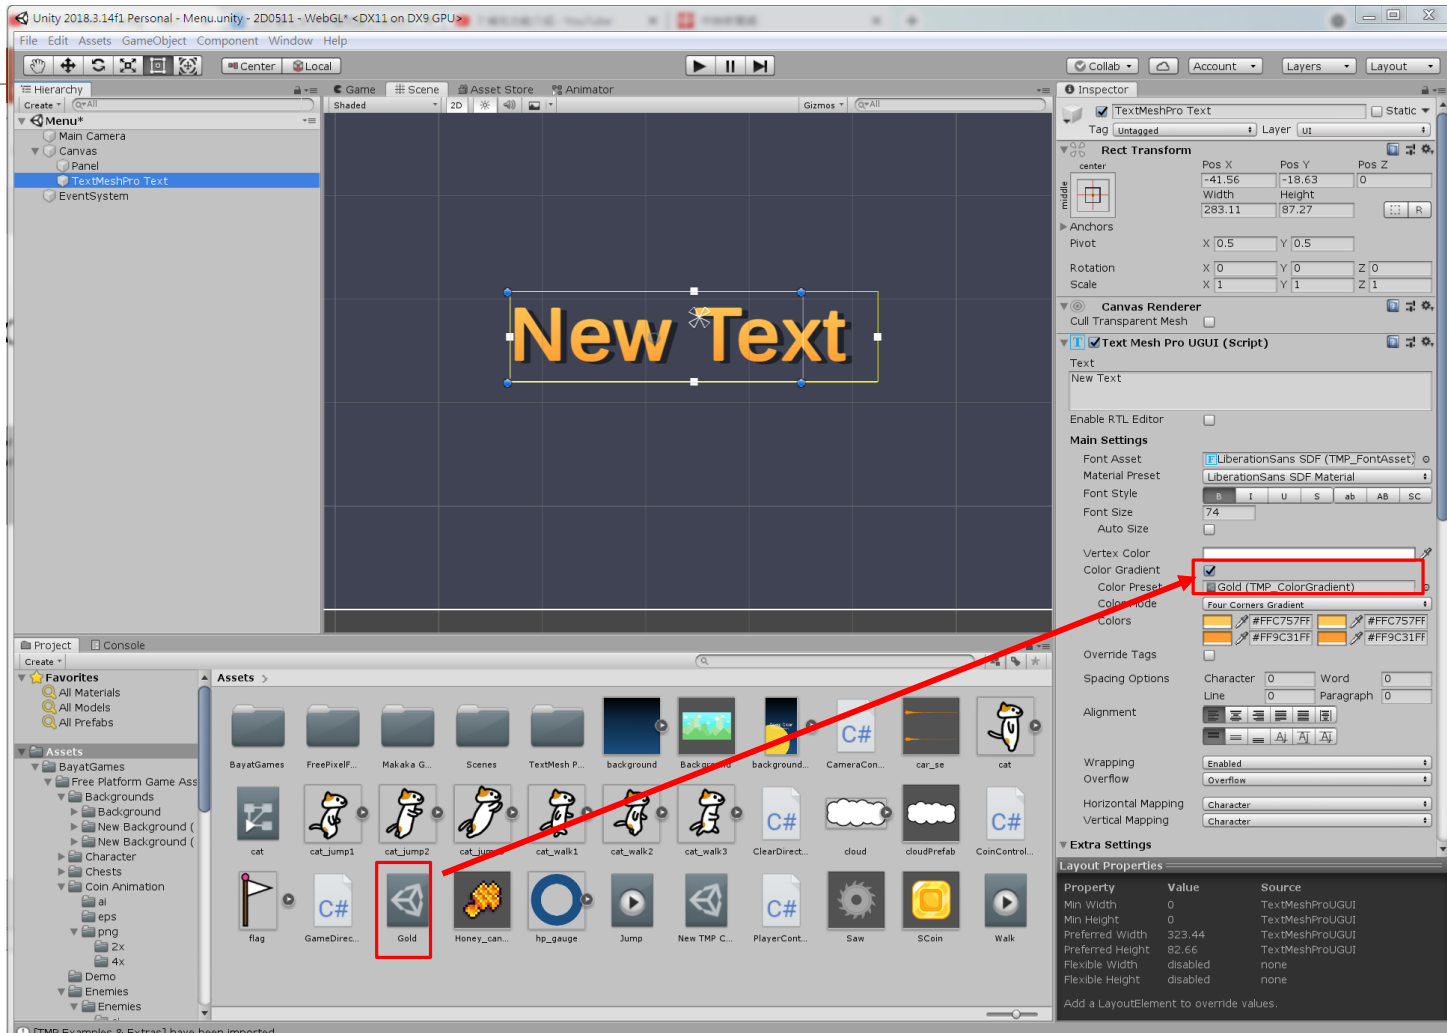 Unity 2018.3.14f1 Personal - Menu.unity - 2D0511 - WebGL* <DX11 on DX9 GPU>
File Edit Assets GameObject Component Window Help
Center Local Collab Account Layers Layout
Hierarchy
Create All
Menu*
Main Camera
Canvas
Panel
TextMeshPro Text
EventSystem
Game Scene Asset Store Animator
Shaded 2D Gizmos All
New Text
Inspector
TextMeshPro Text Static
Tag Untagged Layer UI
Rect Transform
center Pos X Pos Y Pos Z
middle -41.56 -18.63 0
Width Height
283.11 87.27 R
Anchors
Pivot X 0.5 Y 0.5
Rotation X 0 Y 0 Z 0
Scale X 1 Y 1 Z 1
Canvas Renderer
Cull Transparent Mesh
Text Mesh Pro UGUI (Script)
Text
New Text
Enable RTL Editor
Main Settings
Font Asset LiberationSans SDF (TMP_FontAsset)
Material Preset LiberationSans SDF Material
Font Style B I U S ab AB SC
Font Size 74
Auto Size
Vertex Color
Color Gradient
Color Preset Gold (TMP_ColorGradient)
Color Mode Four Corners Gradient
Colors #FFC757FF #FFC757FF
#FF9C31FF #FF9C31FF
Override Tags
Spacing Options Character 0 Word 0
Line 0 Paragraph 0
Alignment
Wrapping Enabled
Overflow Overflow
Horizontal Mapping Character
Vertical Mapping Character
Extra Settings
Layout Properties
Property Value Source
Min Width 0 TextMeshProUGUI
Min Height 0 TextMeshProUGUI
Preferred Width 323.44 TextMeshProUGUI
Preferred Height 82.66 TextMeshProUGUI
Flexible Width disabled none
Flexible Height disabled none
Add a LayoutElement to override values.
Project Console
Create
Favorites
All Materials
All Models
All Prefabs
Assets
BayatGames
Free Platform Game Ass
Backgrounds
Background
New Background (
New Background (
Character
Chests
Coin Animation
ai
eps
png
2x
4x
Demo
Enemies
Enemies
Assets >
BayatGames FreePixelF... Makaka G... Scenes TextMesh P... background Background background... CameraCon... car_se cat
cat cat_jump1 cat_jump2 cat_jump3 cat_walk1 cat_walk2 cat_walk3 ClearDirect... cloud cloudPrefab CoinControl...
flag GameDirec... Gold Honey_can... hp_gauge Jump New TMP C... PlayerCont... Saw SCoin Walk
[TMP Examples & Extras] have been imported